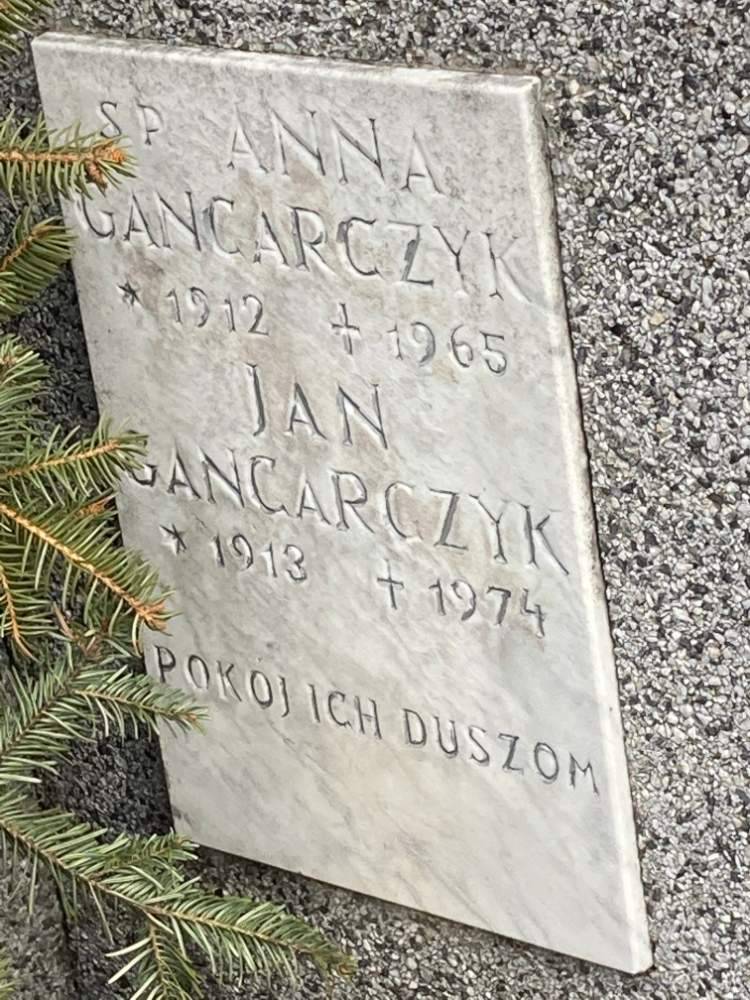 SP ANNA
GANCARCZYK
* 1912 † 1965
JAN
GANCARCZYK
* 1913 † 1974
POKÓJ ICH DUSZOM